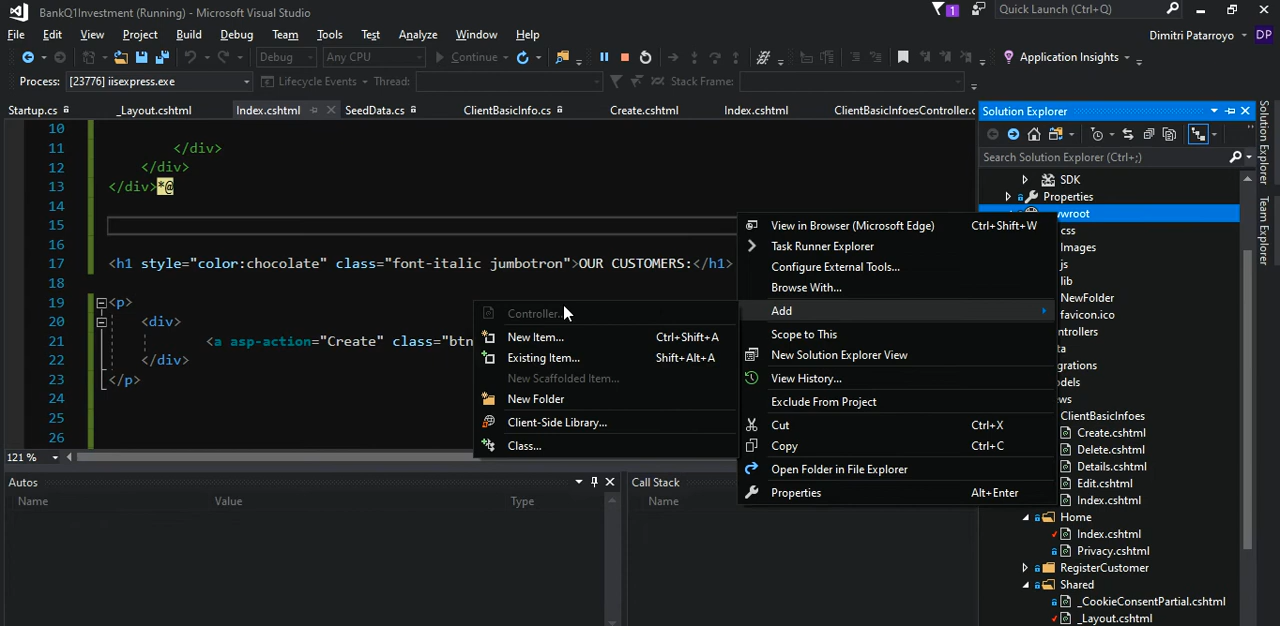 BankQ1Investment (Running) - Microsoft Visual Studio
1
Quick Launch (Ctrl+Q)
File Edit View Project Build Debug Team Tools Test Analyze Window Help
Dimitri Patarroyo DP
Debug Any CPU Continue Application Insights
Process: [23776] iisexpress.exe Lifecycle Events Thread: Stack Frame:
Startup.cs _Layout.cshtml Index.cshtml SeedData.cs ClientBasicInfo.cs Create.cshtml Index.cshtml ClientBasicInfoesController.c
Solution Explorer
Search Solution Explorer (Ctrl+;)
Solution Explorer
Team Explorer
10
11 </div>
12 </div>
13 </div>*@
14
15
16
17 <h1 style="color:chocolate" class="font-italic jumbotron">OUR CUSTOMERS:</h1>
18
19 <p>
20 <div>
21 <a asp-action="Create" class="btn
22 </div>
23 </p>
24
25
26
121 %
Controller...
New Item... Ctrl+Shift+A
Existing Item... Shift+Alt+A
New Scaffolded Item...
New Folder
Client-Side Library...
Class...
View in Browser (Microsoft Edge) Ctrl+Shift+W
Task Runner Explorer
Configure External Tools...
Browse With...
Add
Scope to This
New Solution Explorer View
View History...
Exclude From Project
Cut Ctrl+X
Copy Ctrl+C
Open Folder in File Explorer
Properties Alt+Enter
SDK
Properties
wroot
css
Images
js
lib
NewFolder
favicon.ico
ntrollers
ta
grations
dels
ws
ClientBasicInfoes
Create.cshtml
Delete.cshtml
Details.cshtml
Edit.cshtml
Index.cshtml
Home
Index.cshtml
Privacy.cshtml
RegisterCustomer
Shared
_CookieConsentPartial.cshtml
_Layout.cshtml
Autos
Name Value Type
Call Stack
Name